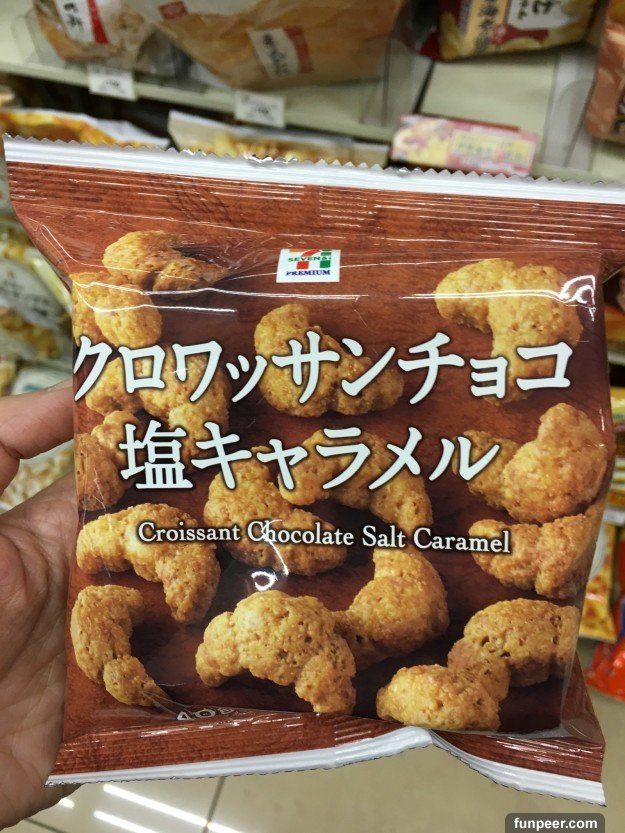 SEVEN&i
PREMIUM
クロワッサンチョコ
塩キャラメル
Croissant Chocolate Salt Caramel
funpeer.com